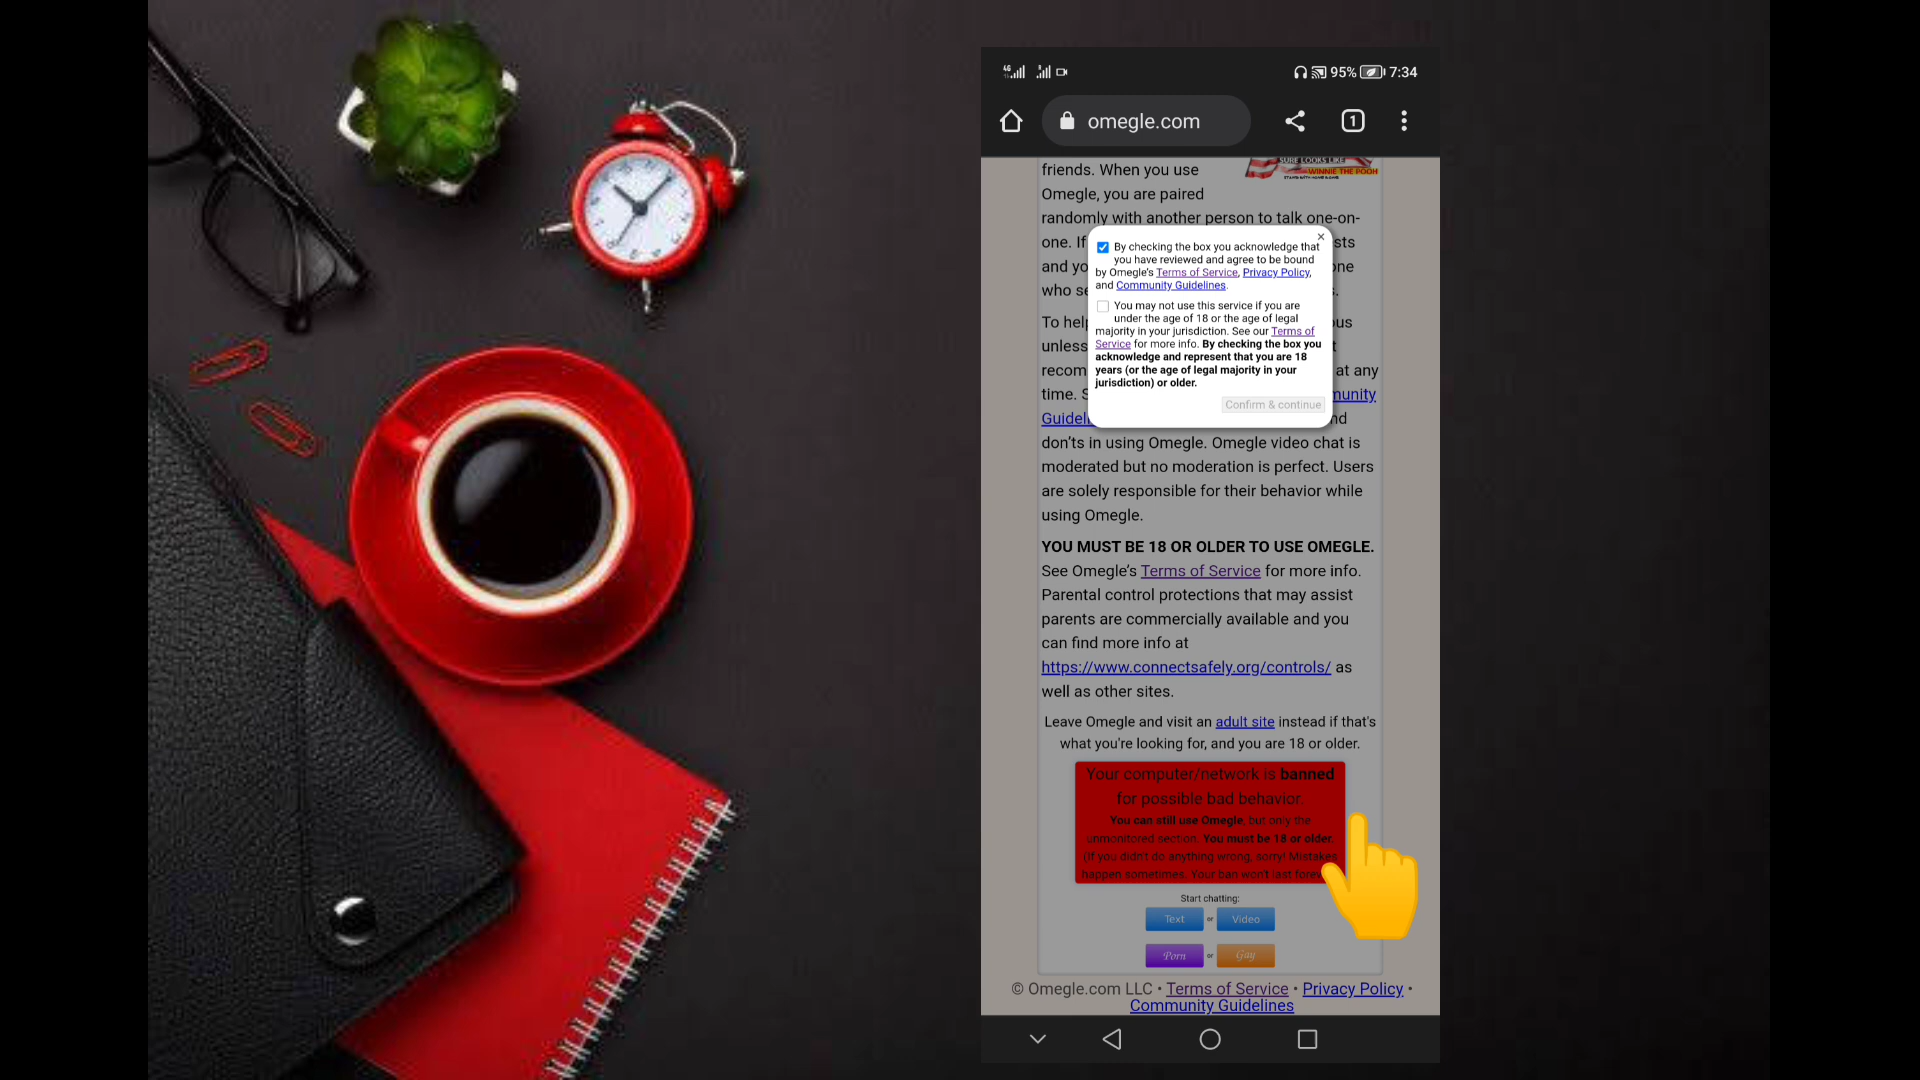 4G 95% 7:34
omegle.com 1
SURE LOOKS LIKE
WINNIE THE POOH
friends. When you use
Omegle, you are paired
randomly with another person to talk one-on-
one. If
sts
and yo
one
who se
s.
By checking the box you acknowledge that
you have reviewed and agree to be bound
by Omegle's Terms of Service, Privacy Policy,
and Community Guidelines.
You may not use this service if you are
under the age of 18 or the age of legal
majority in your jurisdiction. See our Terms of
Service for more info. By checking the box you
acknowledge and represent that you are 18
years (or the age of legal majority in your
jurisdiction) or older.
Confirm & continue
To help
ous
unless
t
recom
at any
time. S
munity
Guideli
nd
don'ts in using Omegle. Omegle video chat is
moderated but no moderation is perfect. Users
are solely responsible for their behavior while
using Omegle.
YOU MUST BE 18 OR OLDER TO USE OMEGLE.
See Omegle's Terms of Service for more info.
Parental control protections that may assist
parents are commercially available and you
can find more info at
https://www.connectsafely.org/controls/ as
well as other sites.
Leave Omegle and visit an adult site instead if that's
what you're looking for, and you are 18 or older.
Your computer/network is banned
for possible bad behavior.
You can still use Omegle, but only the
unmonitored section. You must be 18 or older.
(If you didn't do anything wrong, sorry! Mistakes
happen sometimes. Your ban won't last fore
Start chatting:
Text or Video
Porn or Gay
© Omegle.com LLC • Terms of Service • Privacy Policy •
Community Guidelines